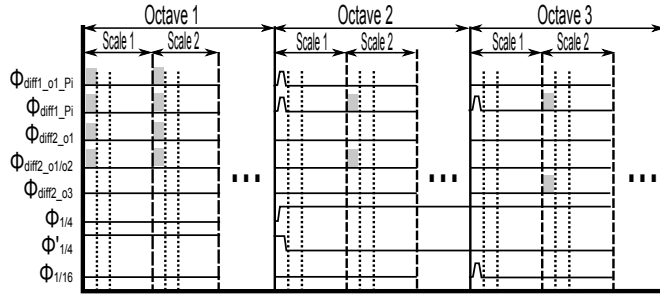 Octave 1 Octave 2 Octave 3
Scale 1 Scale 2 Scale 1 Scale 2 Scale 1 Scale 2
Φdiff1_o1_Pi
Φdiff1_Pi
Φdiff2_o1
Φdiff2_o1/o2
Φdiff2_o3
Φ1/4
Φ'1/4
Φ1/16
... ... ...